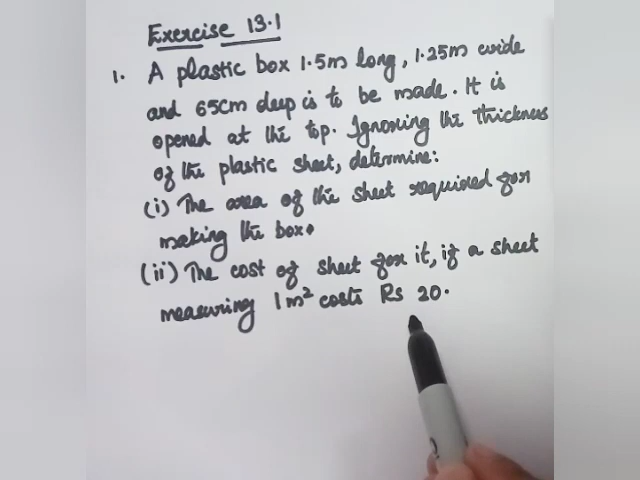 Exercise 13.1
1. A plastic box 1.5m long, 1.25m wide
and 65cm deep is to be made. It is
opened at the top. Ignoring the thickness
of the plastic sheet, determine:
(i) The area of the sheet required for
making the box.
(ii) The cost of sheet for it, if a sheet
measuring 1m² costs Rs 20.